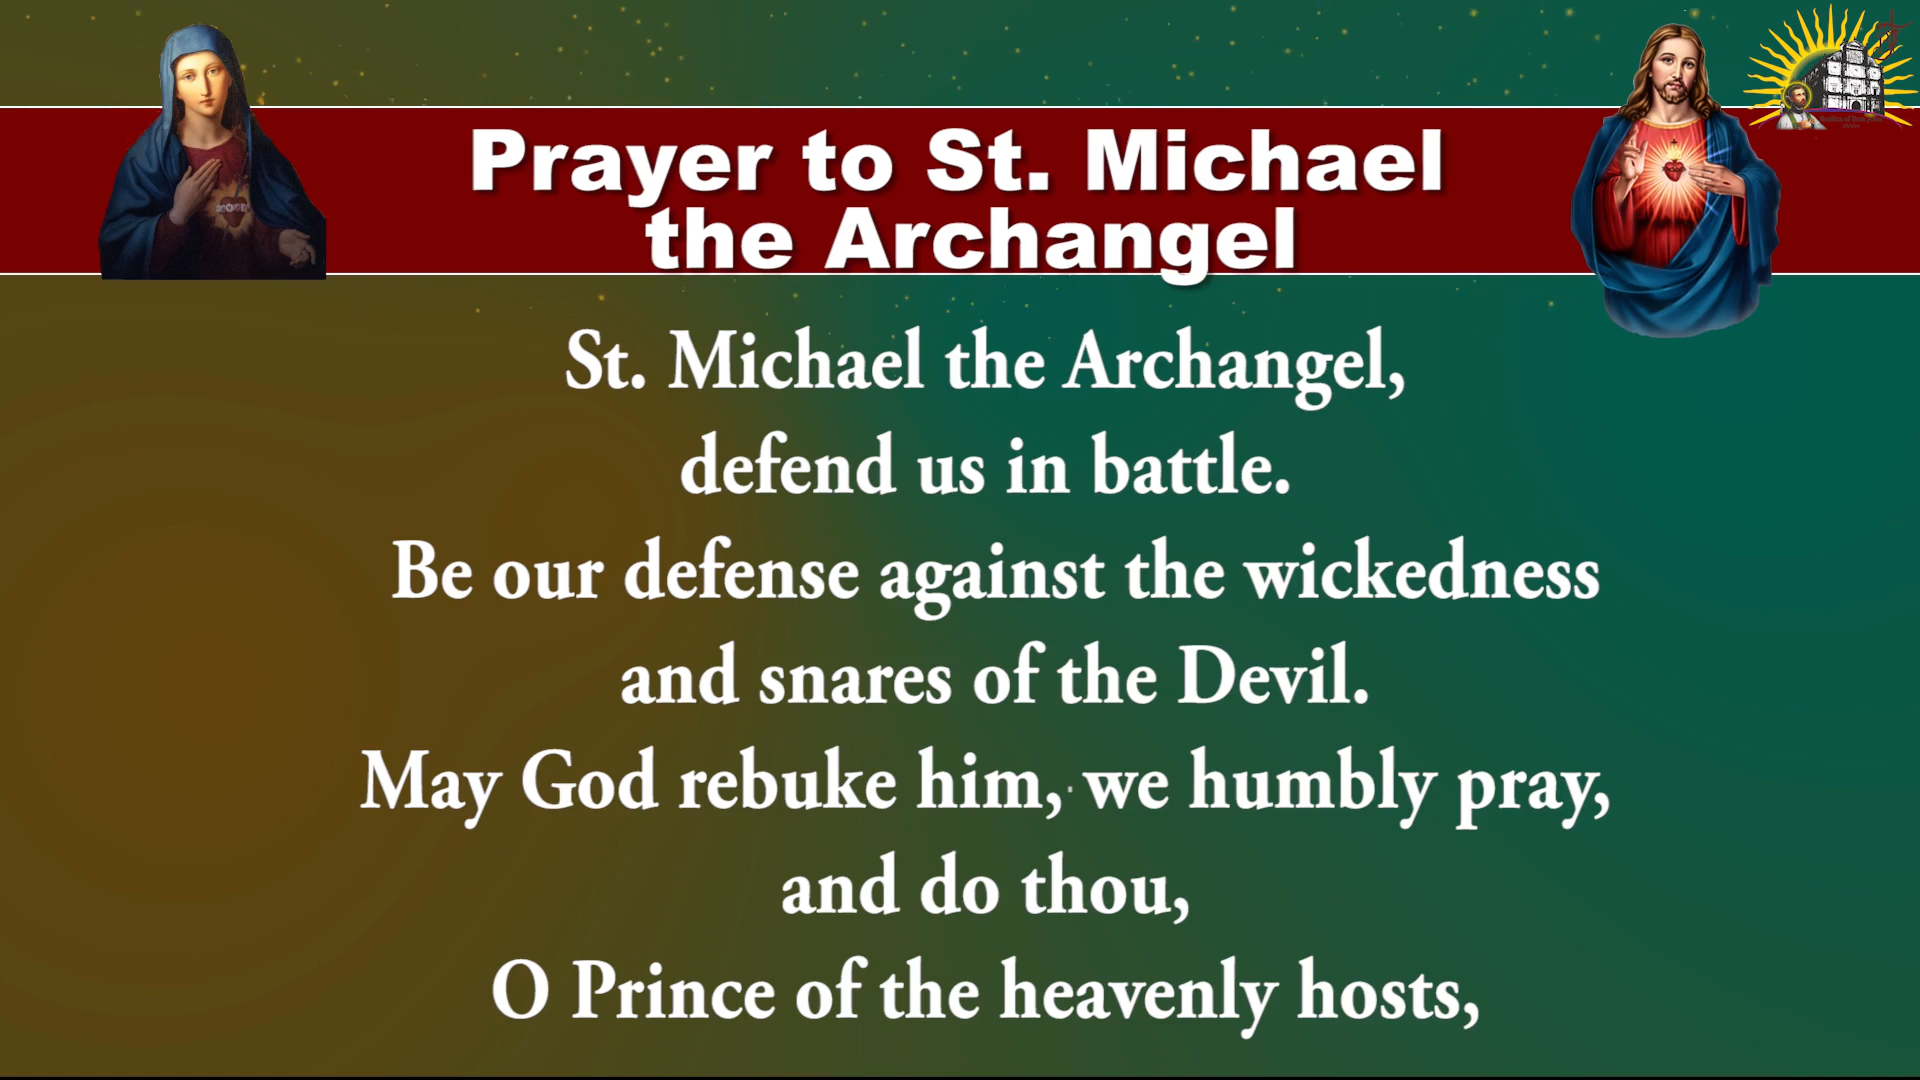 Prayer to St. Michael
the Archangel
St. Michael the Archangel,
defend us in battle.
Be our defense against the wickedness
and snares of the Devil.
May God rebuke him, we humbly pray,
and do thou,
O Prince of the heavenly hosts,